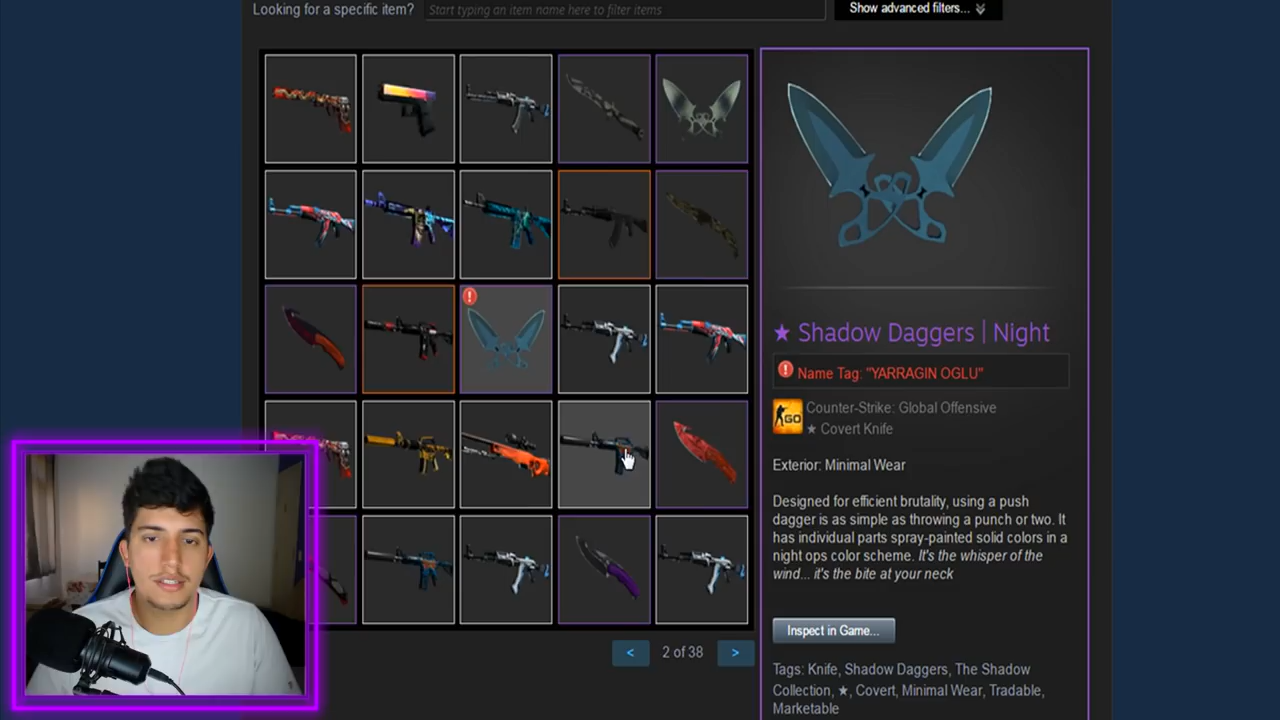 Looking for a specific item?
Start typing an item name here to filter items
Show advanced filters...
★ Shadow Daggers | Night
! Name Tag: "YARRAGIN OGLU"
GO
Counter-Strike: Global Offensive
★ Covert Knife
Exterior: Minimal Wear
Designed for efficient brutality, using a push
dagger is as simple as throwing a punch or two. It
has individual parts spray-painted solid colors in a
night ops color scheme. It's the whisper of the
wind... it's the bite at your neck
Inspect in Game...
Tags: Knife, Shadow Daggers, The Shadow
Collection, ★, Covert, Minimal Wear, Tradable,
Marketable
!
< 2 of 38 >